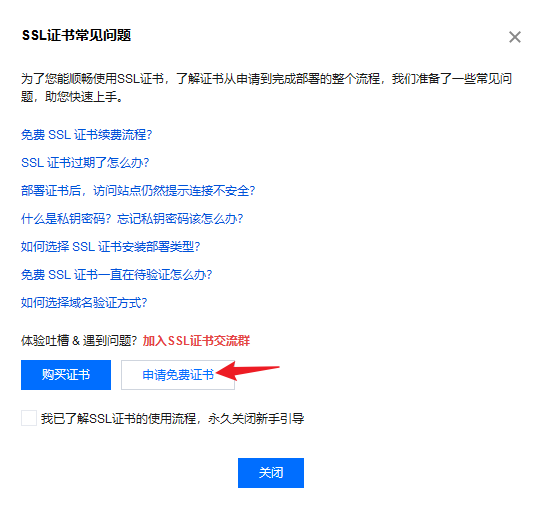 SSL证书常见问题
为了您能顺畅使用SSL证书，了解证书从申请到完成部署的整个流程，我们准备了一些常见问
题，助您快速上手。
免费 SSL 证书续费流程?
SSL 证书过期了怎么办?
部署证书后，访问站点仍然提示连接不安全?
什么是私钥密码? 忘记私钥密码该怎么办?
如何选择 SSL 证书安装部署类型?
免费 SSL 证书一直在待验证怎么办?
如何选择域名验证方式?
体验吐槽 & 遇到问题? 加入SSL证书交流群
购买证书 申请免费证书
我已了解SSL证书的使用流程，永久关闭新手引导
关闭